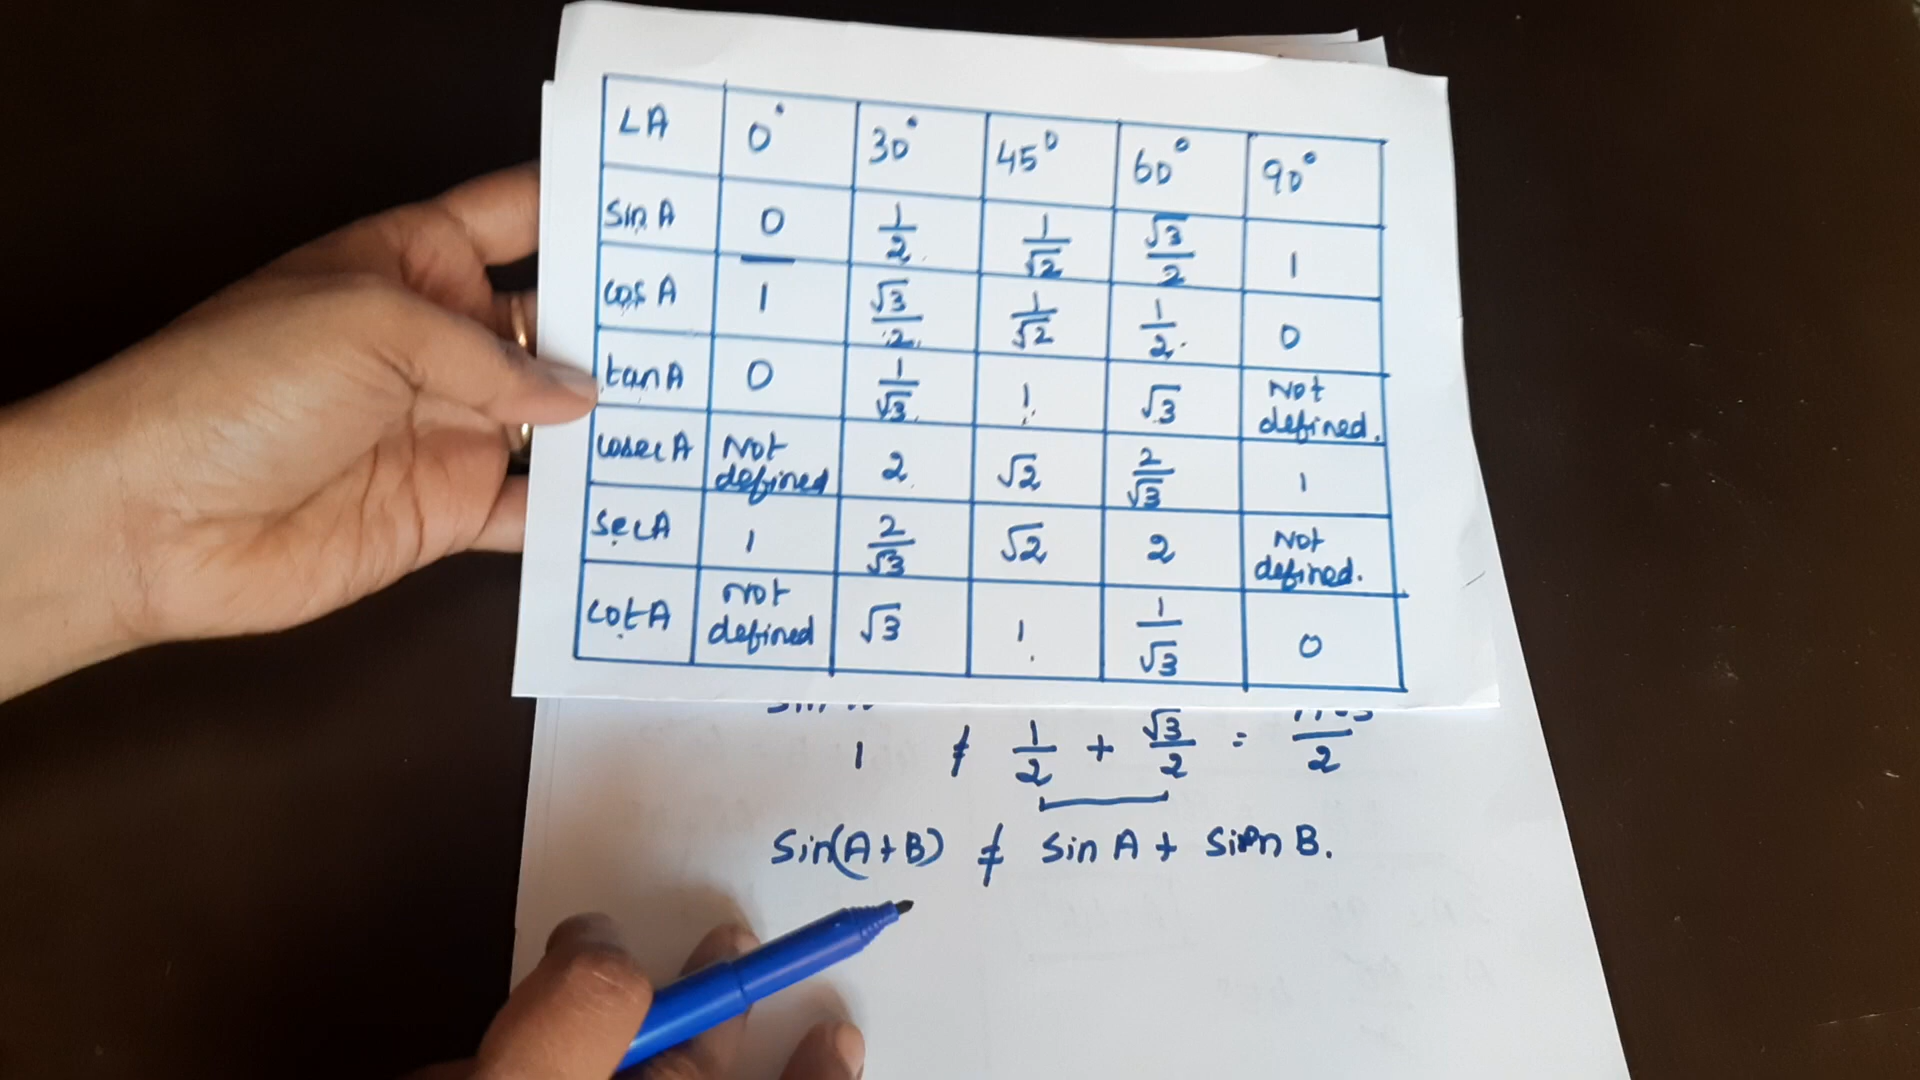 ∠A 0° 30° 45° 60° 90°
sin A 0 1/2 1/√2 √3/2 1
cos A 1 √3/2 1/√2 1/2 0
tan A 0 1/√3 1 √3 Not defined.
cosec A Not defined 2 √2 2/√3 1
sec A 1 2/√3 √2 2 Not defined.
cot A Not defined √3 1 1/√3 0
1 ≠ 1/2 + √3/2 = /2
Sin(A+B) ≠ Sin A + Sin B.